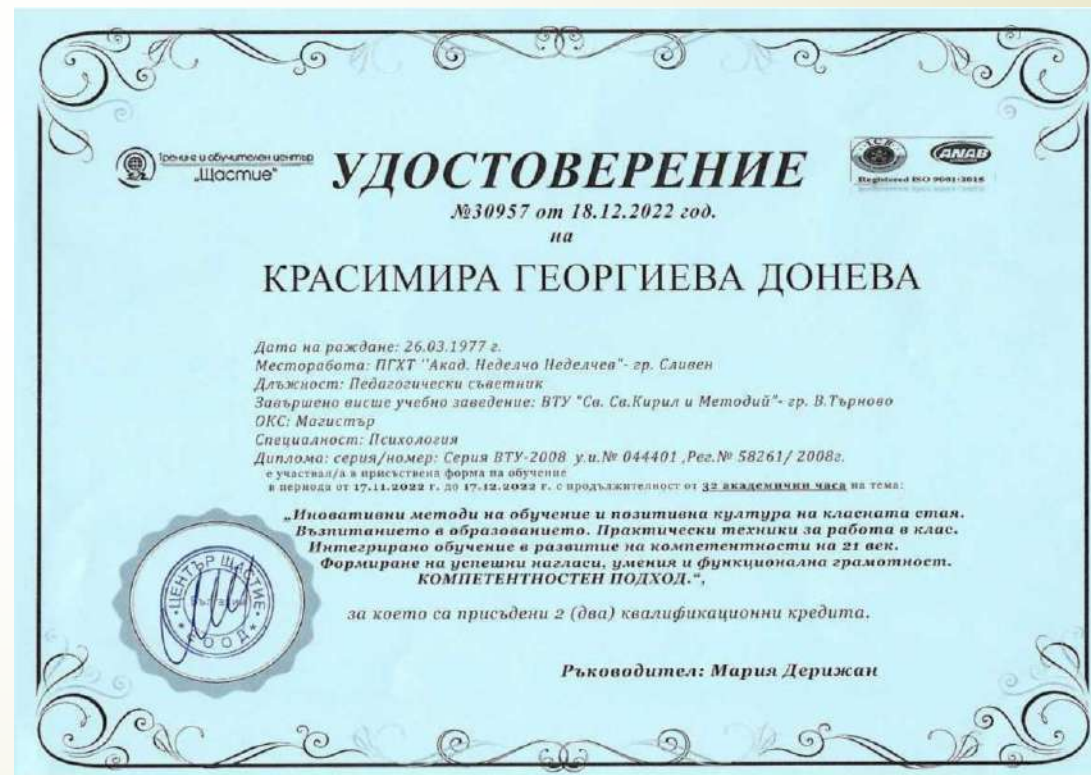 Тренинг и обучителен център
„Щастие"
УДОСТОВЕРЕНИЕ
ANAB
Registered ISO 9001:2015
№30957 от 18.12.2022 год.
на
КРАСИМИРА ГЕОРГИЕВА ДОНЕВА
Дата на раждане: 26.03.1977 г.
Месторабота: ПГХТ "Акад. Неделчо Неделчев"- гр. Сливен
Длъжност: Педагогически съветник
Завършено висше учебно заведение: ВТУ "Св. Св.Кирил и Методий"- гр. В.Търново
ОКС: Магистър
Специалност: Психология
Диплома: серия/номер: Серия ВТУ-2008 у.и.№ 044401 ,Рег.№ 58261/ 2008г.
е участвал/а в присъствена форма на обучение
в периода от 17.11.2022 г. до 17.12.2022 г. с продължителност от 32 академични часа на тема:
„Иновативни методи на обучение и позитивна култура на класната стая.
Възпитанието в образованието. Практически техники за работа в клас.
Интегрирано обучение в развитие на компетентности на 21 век.
Формиране на успешни нагласи, умения и функционална грамотност.
КОМПЕТЕНТНОСТЕН ПОДХОД.“,
за което са присъдени 2 (два) квалификационни кредита.
ЦЕНТЪР ЩАСТИЕ
ЕООД
Ръководител: Мария Дерижан